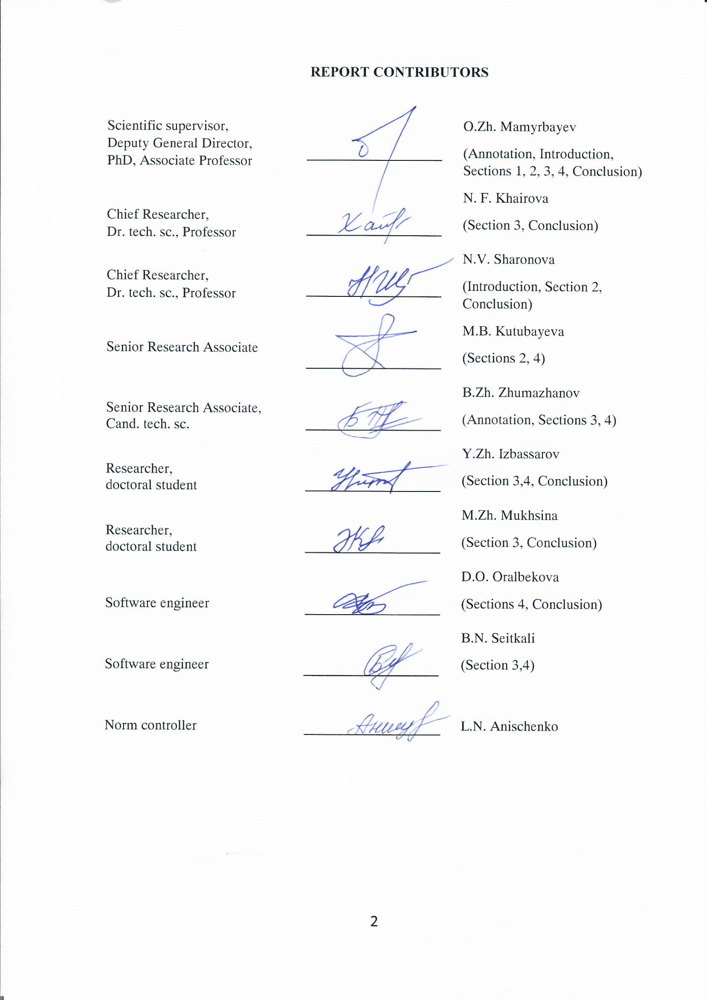 REPORT CONTRIBUTORS
Scientific supervisor,
Deputy General Director,
PhD, Associate Professor
O.Zh. Mamyrbayev
(Annotation, Introduction,
Sections 1, 2, 3, 4, Conclusion)
Chief Researcher,
Dr. tech. sc., Professor
N. F. Khairova
(Section 3, Conclusion)
Chief Researcher,
Dr. tech. sc., Professor
N.V. Sharonova
(Introduction, Section 2,
Conclusion)
Senior Research Associate
M.B. Kutubayeva
(Sections 2, 4)
Senior Research Associate,
Cand. tech. sc.
B.Zh. Zhumazhanov
(Annotation, Sections 3, 4)
Researcher,
doctoral student
Y.Zh. Izbassarov
(Section 3,4, Conclusion)
Researcher,
doctoral student
M.Zh. Mukhsina
(Section 3, Conclusion)
Software engineer
D.O. Oralbekova
(Sections 4, Conclusion)
Software engineer
B.N. Seitkali
(Section 3,4)
Norm controller
L.N. Anischenko
2